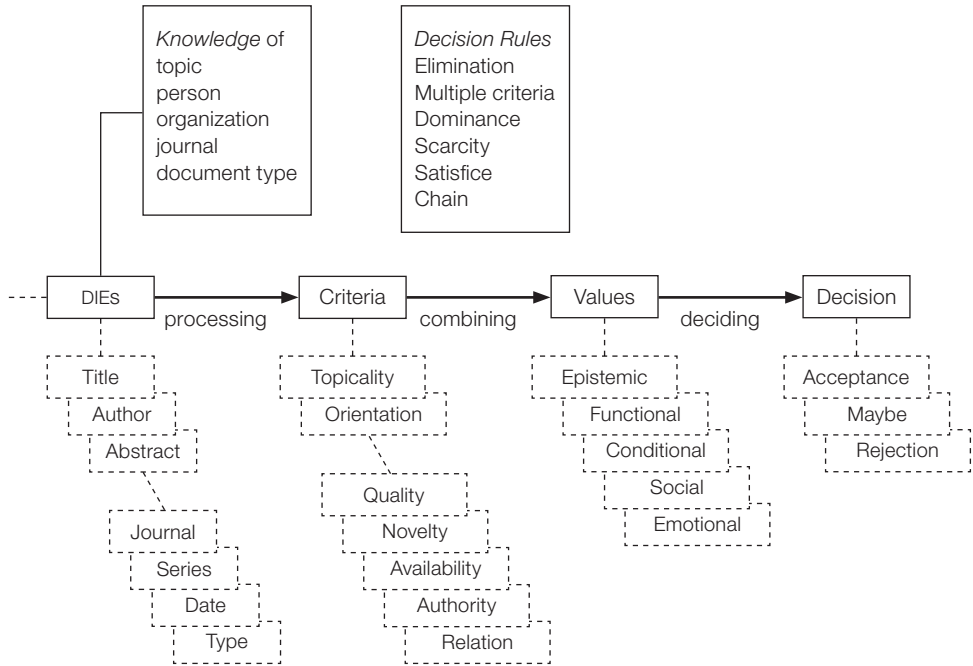 Knowledge of
topic
person
organization
journal
document type
Decision Rules
Elimination
Multiple criteria
Dominance
Scarcity
Satisfice
Chain
DIEs
processing
Criteria
combining
Values
deciding
Decision
Title
Author
Abstract
Journal
Series
Date
Type
Topicality
Orientation
Quality
Novelty
Availability
Authority
Relation
Epistemic
Functional
Conditional
Social
Emotional
Acceptance
Maybe
Rejection